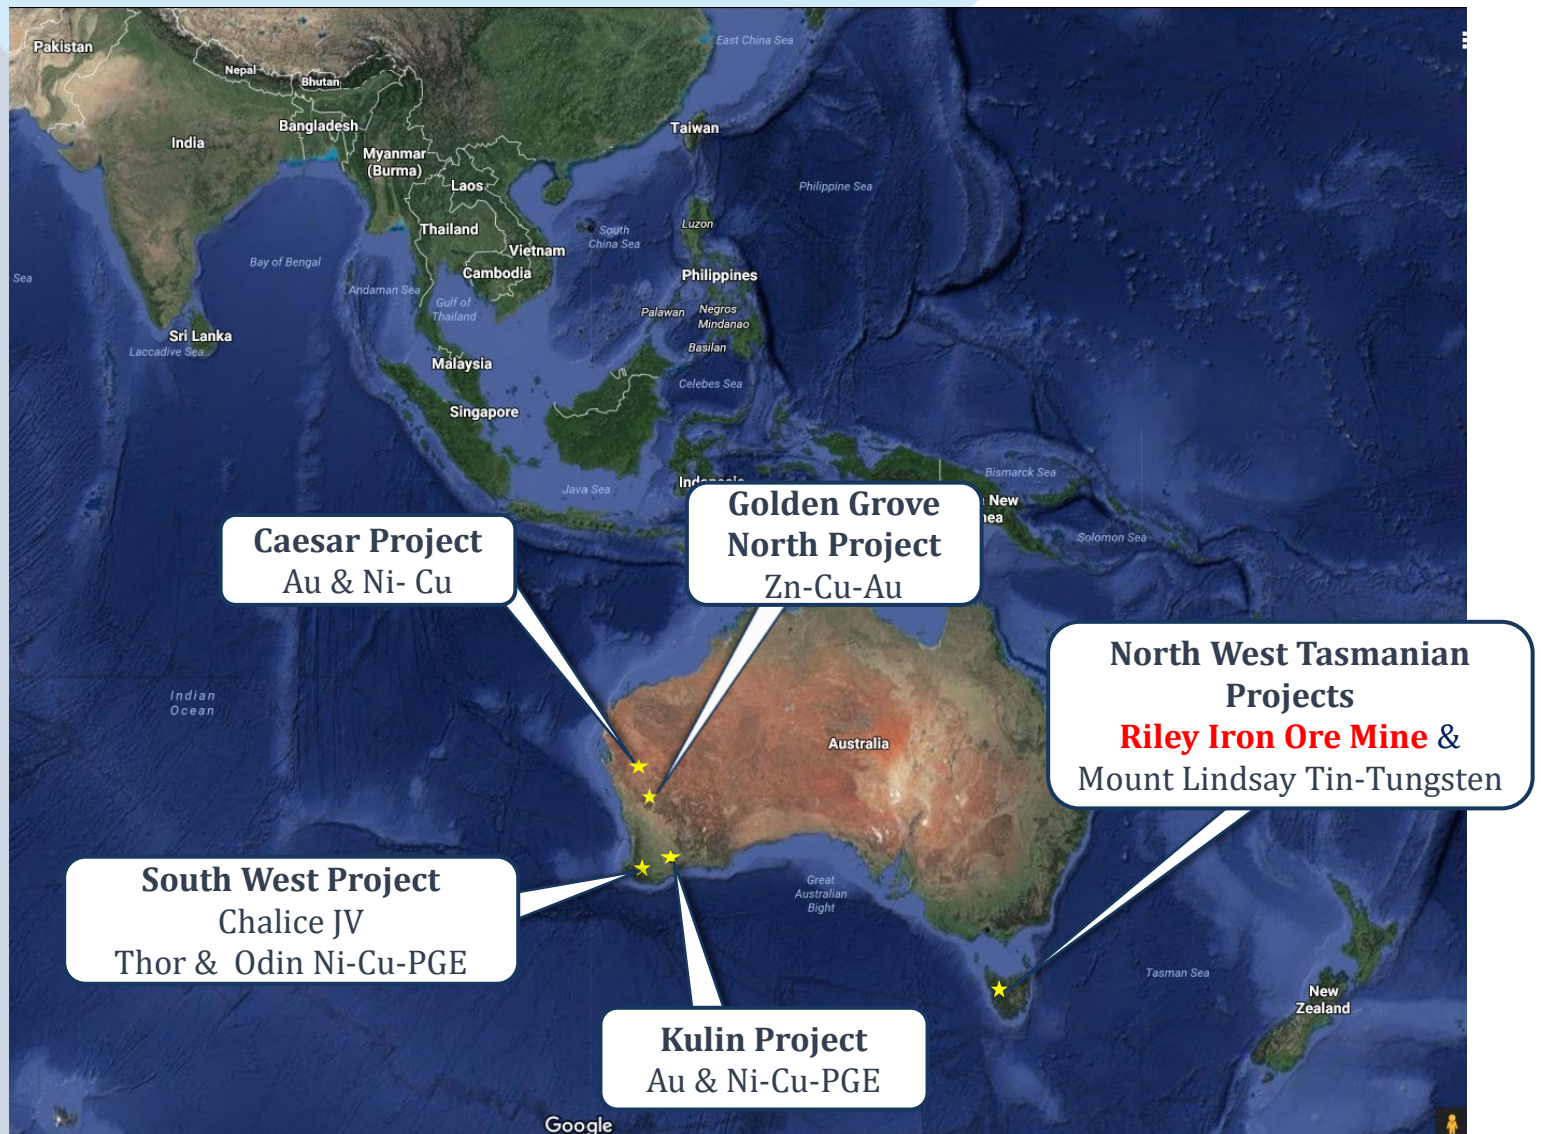 East China Sea
Pakistan
Nepal
Bhutan
Bangladesh
Taiwan
India
Myanmar
(Burma)
Laos
Philippine Sea
Thailand
Luzon
South
China Sea
Vietnam
Bay of Bengal
Cambodia
Philippines
Sea
Andaman Sea
Gulf of
Thailand
Palawan
Negros
Mindanao
Sri Lanka
Laccadive Sea
Basilan
Malaysia
Celebes Sea
Singapore
Bismarck Sea
Java Sea
New
Solomon Sea
Caesar Project
Au & Ni- Cu
Golden Grove
North Project
Zn-Cu-Au
North West Tasmanian
Projects
Riley Iron Ore Mine &
Mount Lindsay Tin-Tungsten
Indian
Ocean
Australia
South West Project
Chalice JV
Thor & Odin Ni-Cu-PGE
Great
Australian
Bight
Tasman Sea
New
Zealand
Kulin Project
Au & Ni-Cu-PGE
Google